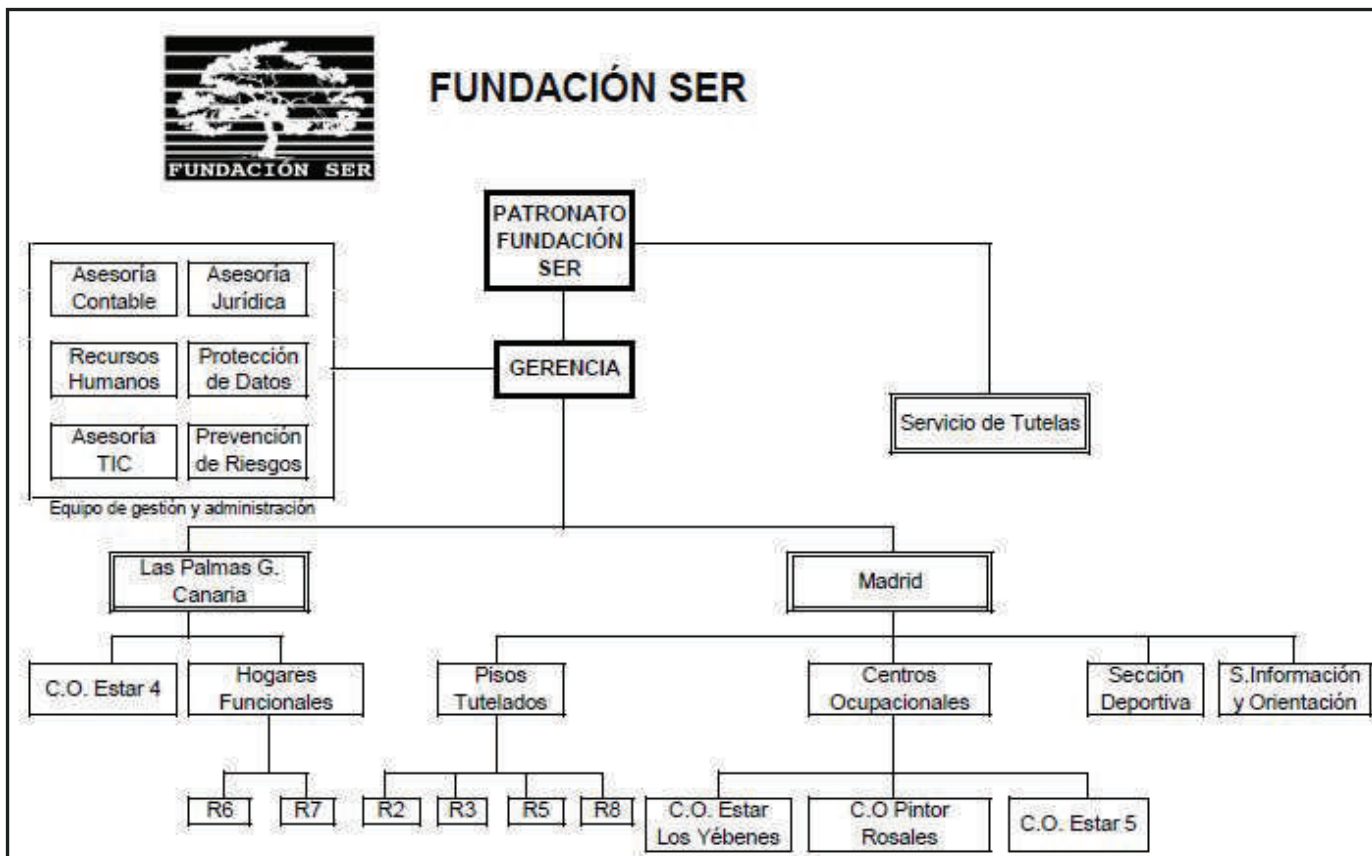 FUNDACIÓN SER
FUNDACIÓN SER
PATRONATO
FUNDACIÓN
SER
Asesoría
Contable
Asesoría
Jurídica
Recursos
Humanos
Protección
de Datos
GERENCIA
Asesoría
TIC
Prevención
de Riesgos
Servicio de Tutelas
Equipo de gestión y administración
Las Palmas G.
Canaria
Madrid
C.O. Estar 4
Hogares
Funcionales
Pisos
Tutelados
Centros
Ocupacionales
Sección
Deportiva
S.Información
y Orientación
R6
R7
R2
R3
R5
R8
C.O. Estar
Los Yébenes
C.O Pintor
Rosales
C.O. Estar 5